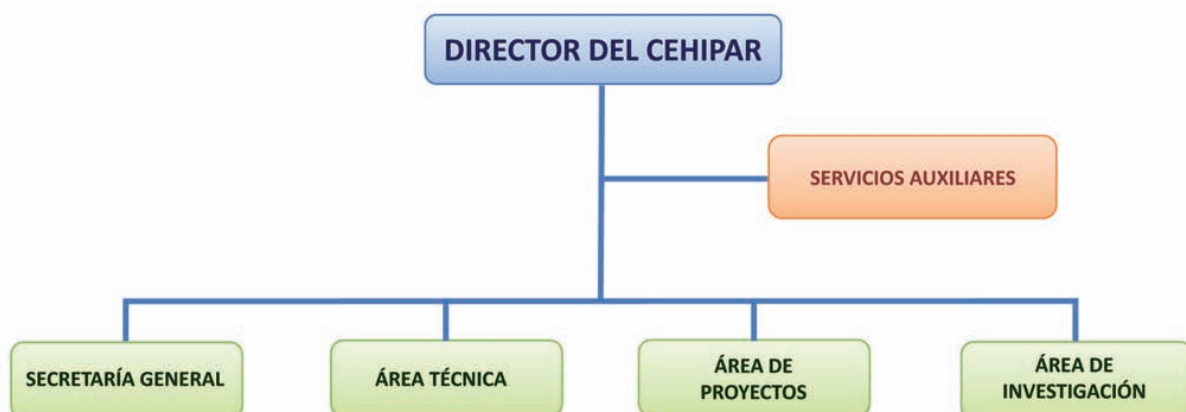 DIRECTOR DEL CEHIPAR
SERVICIOS AUXILIARES
SECRETARÍA GENERAL
ÁREA TÉCNICA
ÁREA DE
PROYECTOS
ÁREA DE
INVESTIGACIÓN